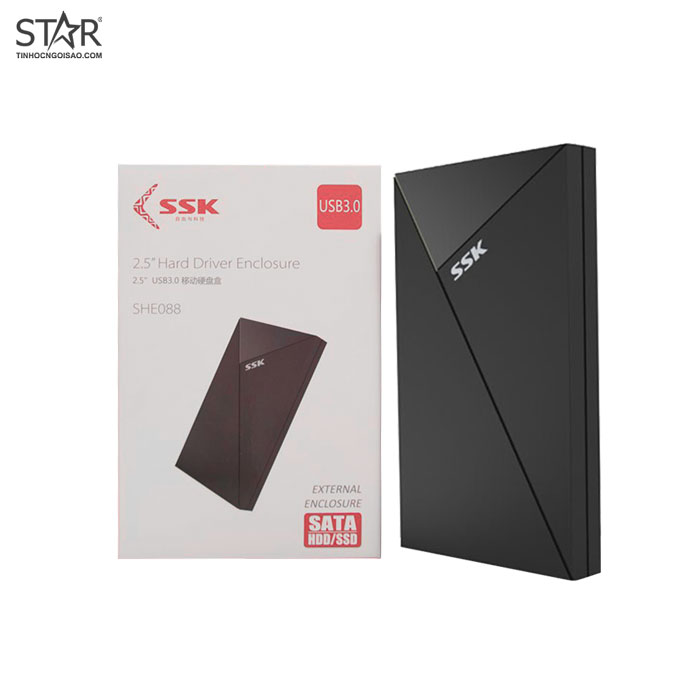 STAR
TINHOCNGOISAO.COM
SSK
USB3.0
2.5" Hard Driver Enclosure
2.5" USB3.0 移动硬盘盒
SHE088
SSK
EXTERNAL
ENCLOSURE
SATA
HDD/SSD
SSK